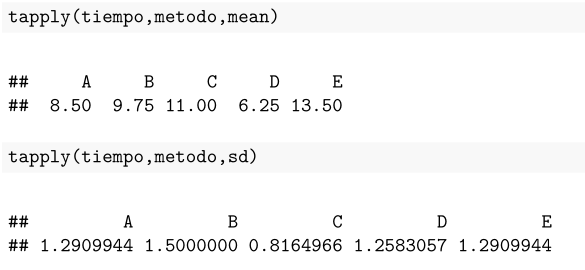 tapply(tiempo,metodo,mean)
## A B C D E
## 8.50 9.75 11.00 6.25 13.50
tapply(tiempo,metodo,sd)
## A B C D E
## 1.2909944 1.5000000 0.8164966 1.2583057 1.2909944